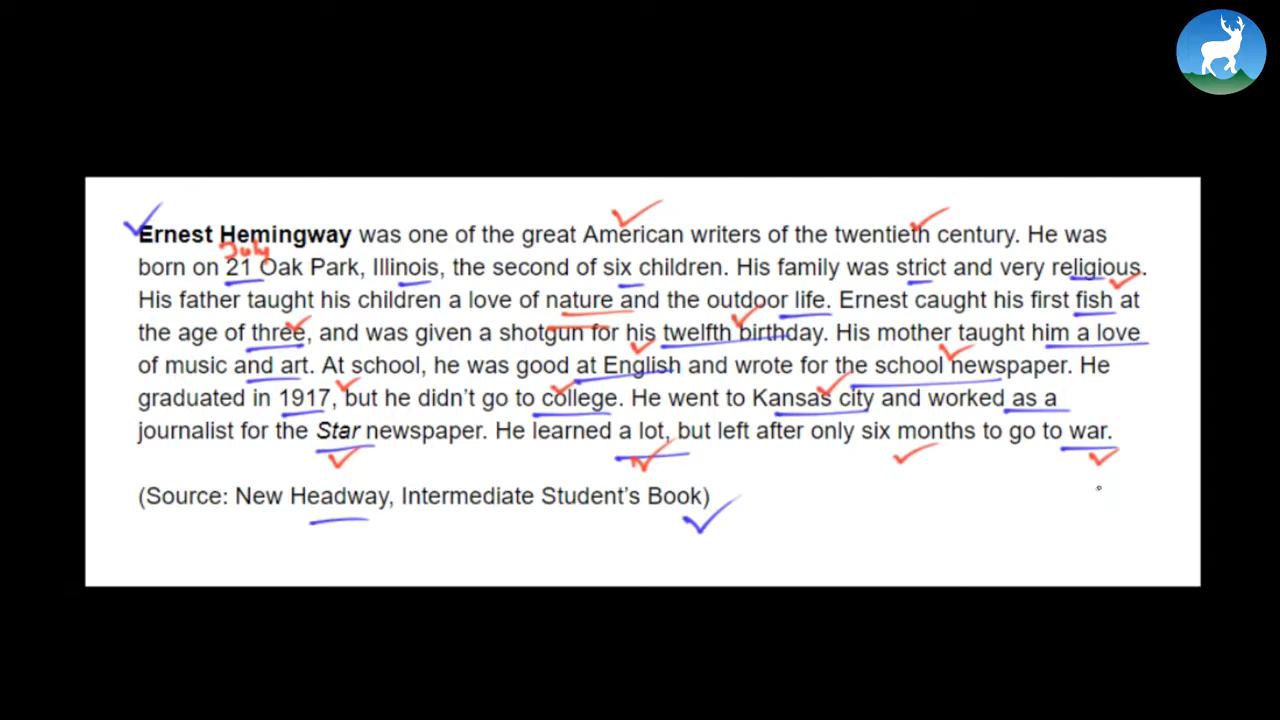 Ernest Hemingway was one of the great American writers of the twentieth century. He was
July
born on 21 Oak Park, Illinois, the second of six children. His family was strict and very religious.
His father taught his children a love of nature and the outdoor life. Ernest caught his first fish at
the age of three, and was given a shotgun for his twelfth birthday. His mother taught him a love
of music and art. At school, he was good at English and wrote for the school newspaper. He
graduated in 1917, but he didn't go to college. He went to Kansas city and worked as a
journalist for the Star newspaper. He learned a lot, but left after only six months to go to war.
(Source: New Headway, Intermediate Student's Book)